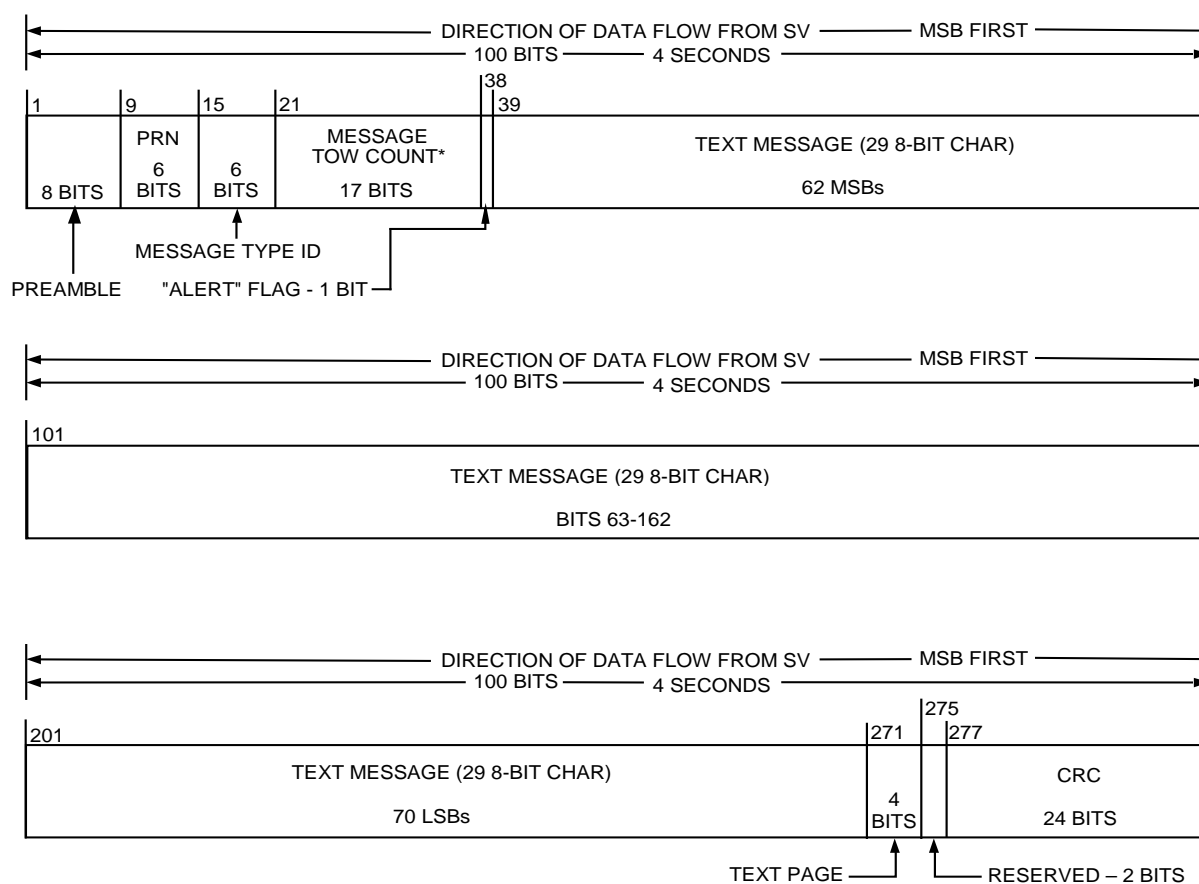 DIRECTION OF DATA FLOW FROM SV MSB FIRST
100 BITS 4 SECONDS
38
1 9 15 21 39
PRN
6
BITS
MESSAGE
TOW COUNT*
17 BITS
TEXT MESSAGE (29 8-BIT CHAR)
62 MSBs
8 BITS
6
BITS
MESSAGE TYPE ID
PREAMBLE "ALERT" FLAG - 1 BIT
DIRECTION OF DATA FLOW FROM SV MSB FIRST
100 BITS 4 SECONDS
101
TEXT MESSAGE (29 8-BIT CHAR)
BITS 63-162
DIRECTION OF DATA FLOW FROM SV MSB FIRST
100 BITS 4 SECONDS
275
201 271 277
TEXT MESSAGE (29 8-BIT CHAR)
70 LSBs
4
BITS
CRC
24 BITS
TEXT PAGE RESERVED – 2 BITS